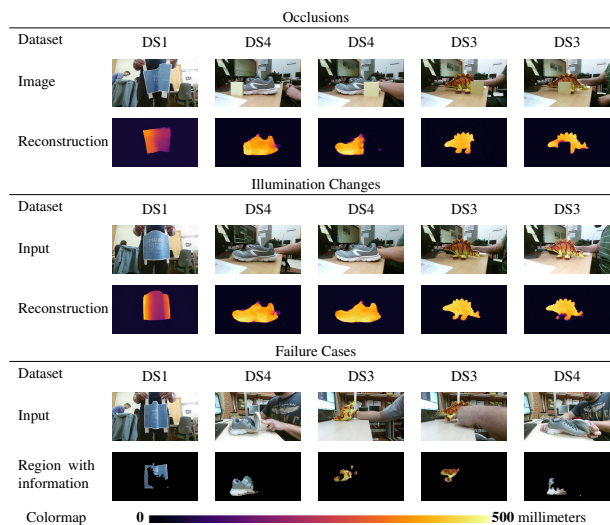 Occlusions
Dataset DS1 DS4 DS4 DS3 DS3
Image
Reconstruction
Illumination Changes
Dataset DS1 DS4 DS4 DS3 DS3
Input
Reconstruction
Failure Cases
Dataset DS1 DS4 DS3 DS3 DS4
Input
Region with
information
Colormap 0 500 millimeters